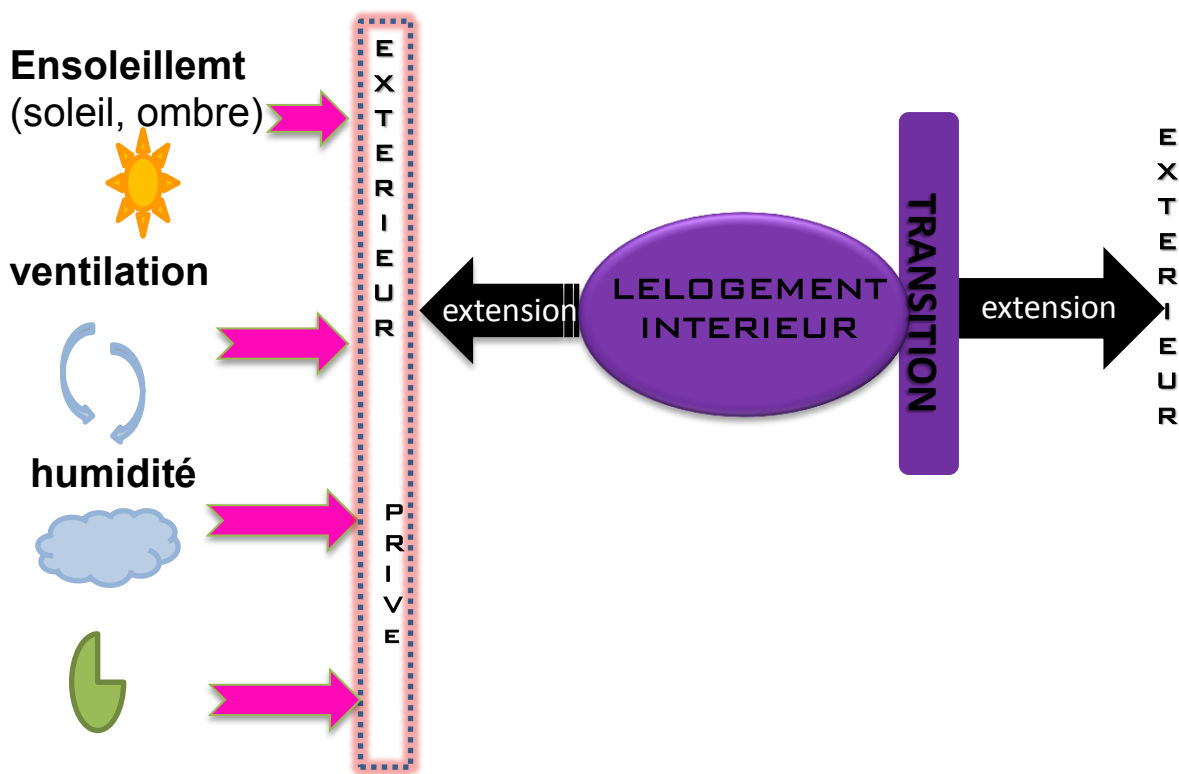 Ensoleillemt
(soleil, ombre)
ventilation
humidité
EXTERIEUR
PRIVE
extension
LELOGEMENT
INTERIEUR
TRANSITION
extension
EXTERIEUR